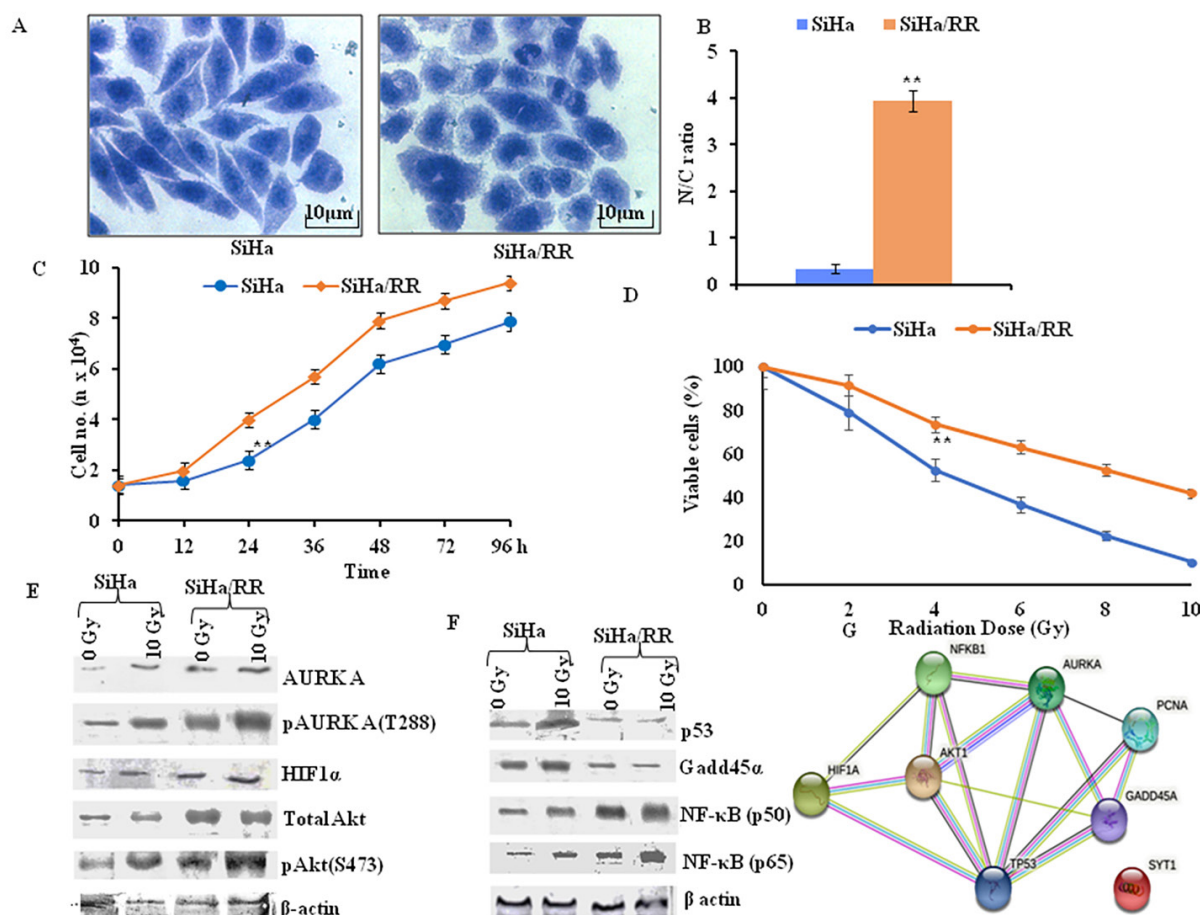 A
10µm
SiHa
10µm
SiHa/RR
B
SiHa
SiHa/RR
N/C ratio
5
4
3
2
1
0
**
C
SiHa
SiHa/RR
Cell no. (n x 10⁴)
10
8
6
4
2
0
**
0 12 24 36 48 72 96 h
Time
D
SiHa
SiHa/RR
Viable cells (%)
100
80
60
40
20
0
**
0 2 4 6 8 10
Radiation Dose (Gy)
E
SiHa
SiHa/RR
0 Gy
10 Gy
0 Gy
10 Gy
AURKA
pAURKA(T288)
HIF1α
TotalAkt
pAkt(S473)
β-actin
F
SiHa
SiHa/RR
0 Gy
10 Gy
0 Gy
10 Gy
p53
Gadd45α
NF-κB (p50)
NF-κB (p65)
β actin
G
NFKB1
AURKA
PCNA
AKT1
HIF1A
GADD45A
TP53
SYT1